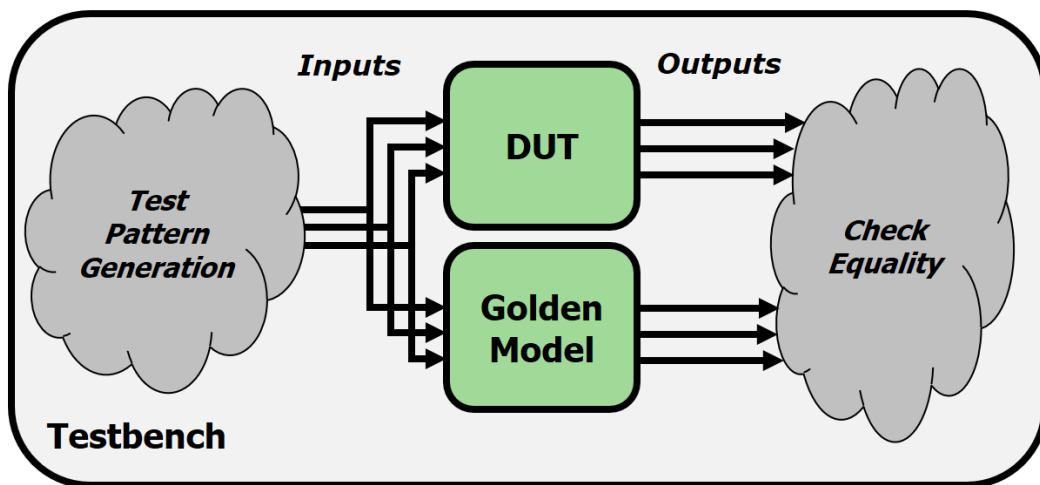 Inputs
Outputs
DUT
Test
Pattern
Generation
Check
Equality
Golden
Model
Testbench